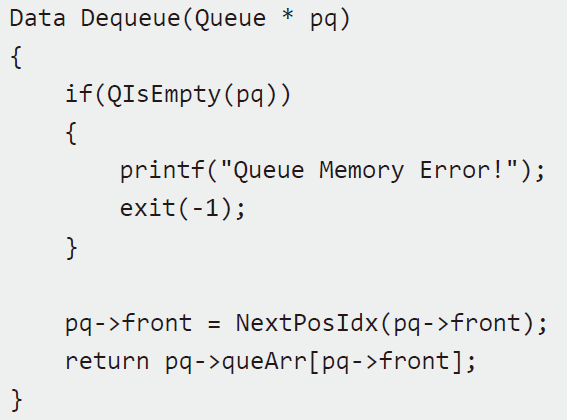 Data Dequeue(Queue * pq)
{
    if(QIsEmpty(pq))
    {
        printf("Queue Memory Error!");
        exit(-1);
    }

    pq->front = NextPosIdx(pq->front);
    return pq->queArr[pq->front];
}